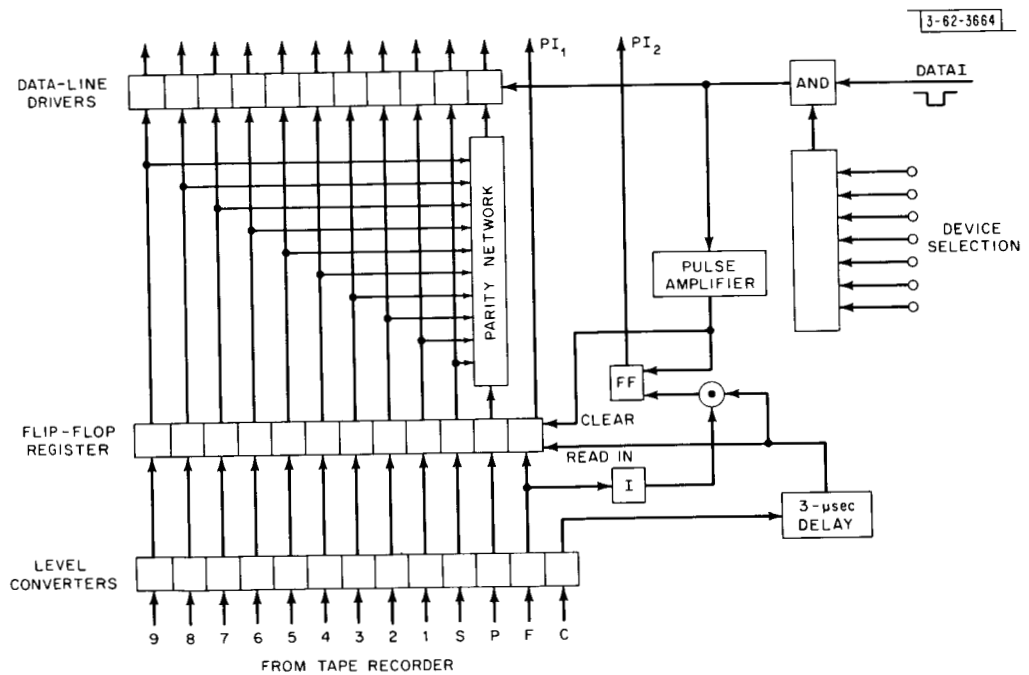 3-62-3664
PI1
PI2
DATA-LINE
DRIVERS
AND
DATAI
PARITY NETWORK
DEVICE
SELECTION
PULSE
AMPLIFIER
FF
CLEAR
FLIP-FLOP
REGISTER
READ IN
I
3-μsec
DELAY
LEVEL
CONVERTERS
9 8 7 6 5 4 3 2 1 S P F C
FROM TAPE RECORDER